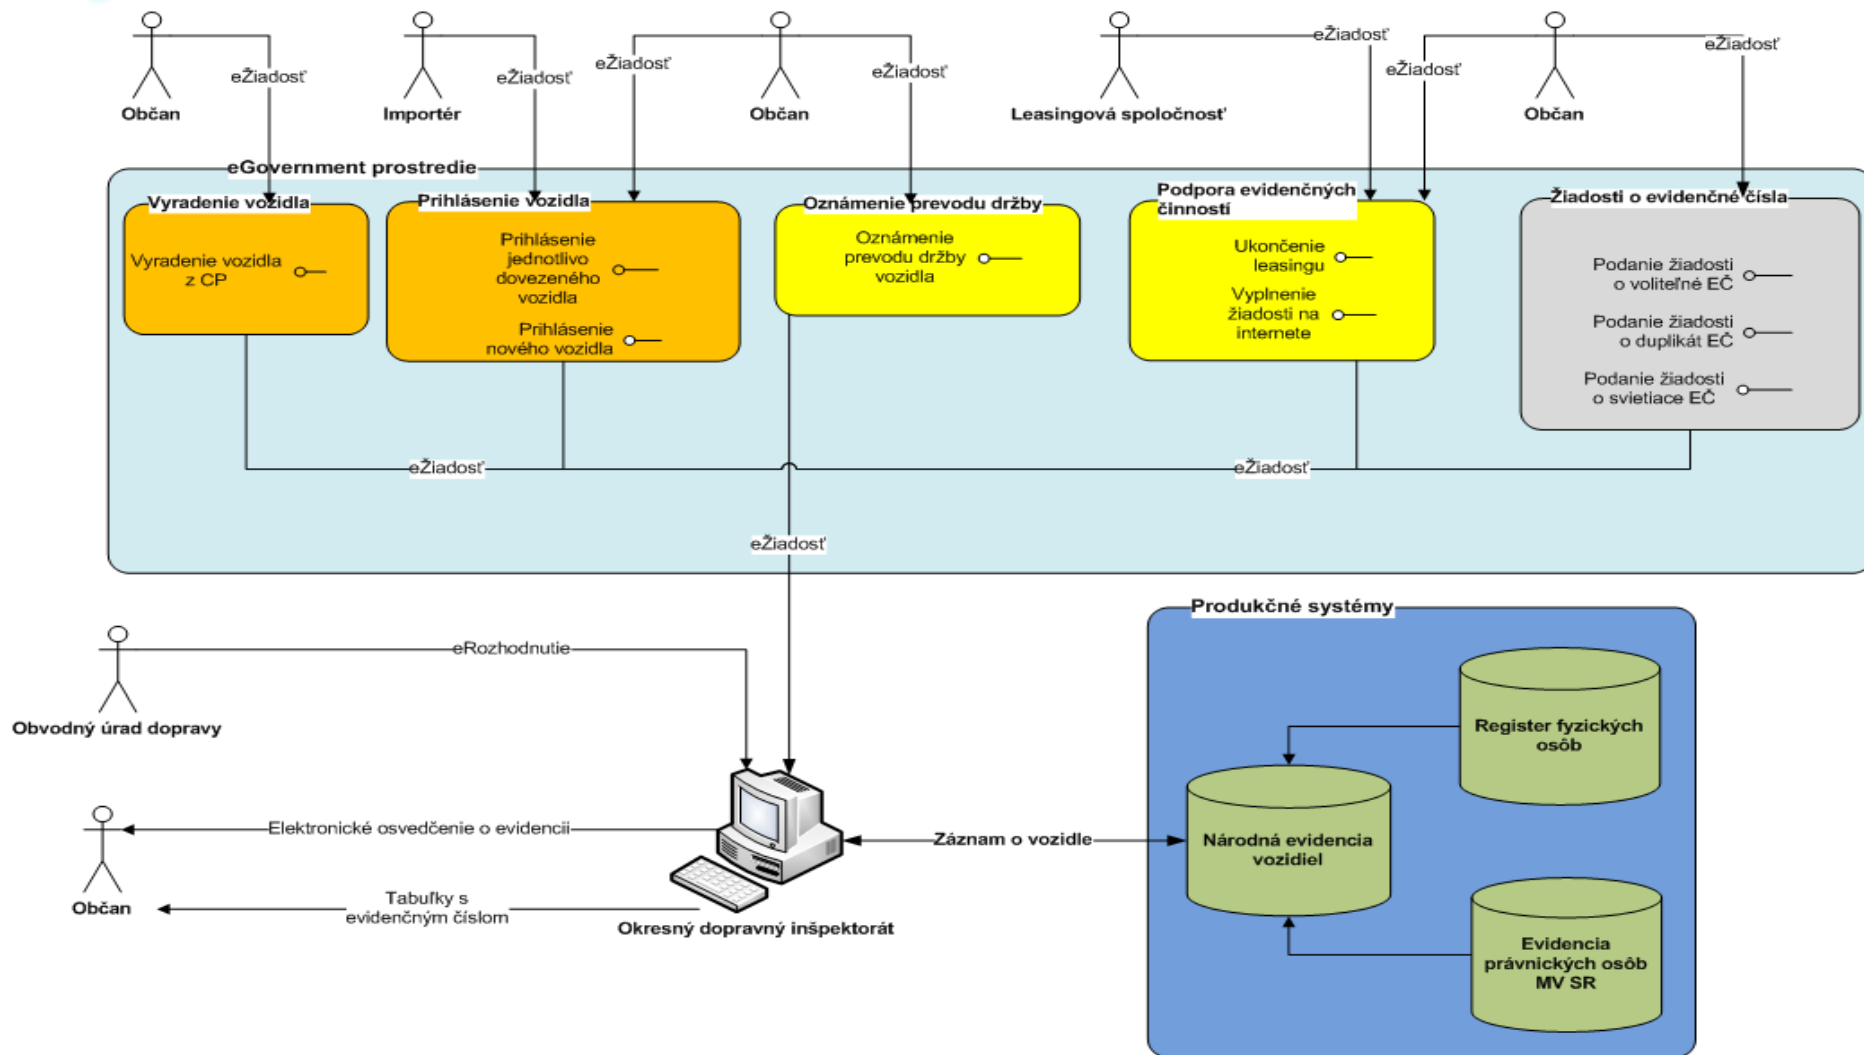 eŽiadosť
eŽiadosť
eŽiadosť
eŽiadosť
eŽiadosť
eŽiadosť
eŽiadosť
Občan
Importér
Občan
Leasingová spoločnosť
Občan
eGovernment prostredie
Vyradenie vozidla
Vyradenie vozidla
z CP
Prihlásenie vozidla
Prihlásenie
jednotlivo
dovezeného
vozidla
Prihlásenie
nového vozidla
Oznámenie prevodu držby
Oznámenie
prevodu držby
vozidla
Podpora evidenčných
činností
Ukončenie
leasingu
Vyplnenie
žiadosti na
internete
Žiadosti o evidenčné čísla
Podanie žiadosti
o voliteľné EČ
Podanie žiadosti
o duplikát EČ
Podanie žiadosti
o svietiace EČ
eŽiadosť
eŽiadosť
eŽiadosť
eRozhodnutie
Obvodný úrad dopravy
Elektronické osvedčenie o evidencii
Tabuľky s
evidenčným číslom
Občan
Okresný dopravný inšpektorát
Záznam o vozidle
Produkčné systémy
Register fyzických
osôb
Národná evidencia
vozidiel
Evidencia
právnických osôb
MV SR